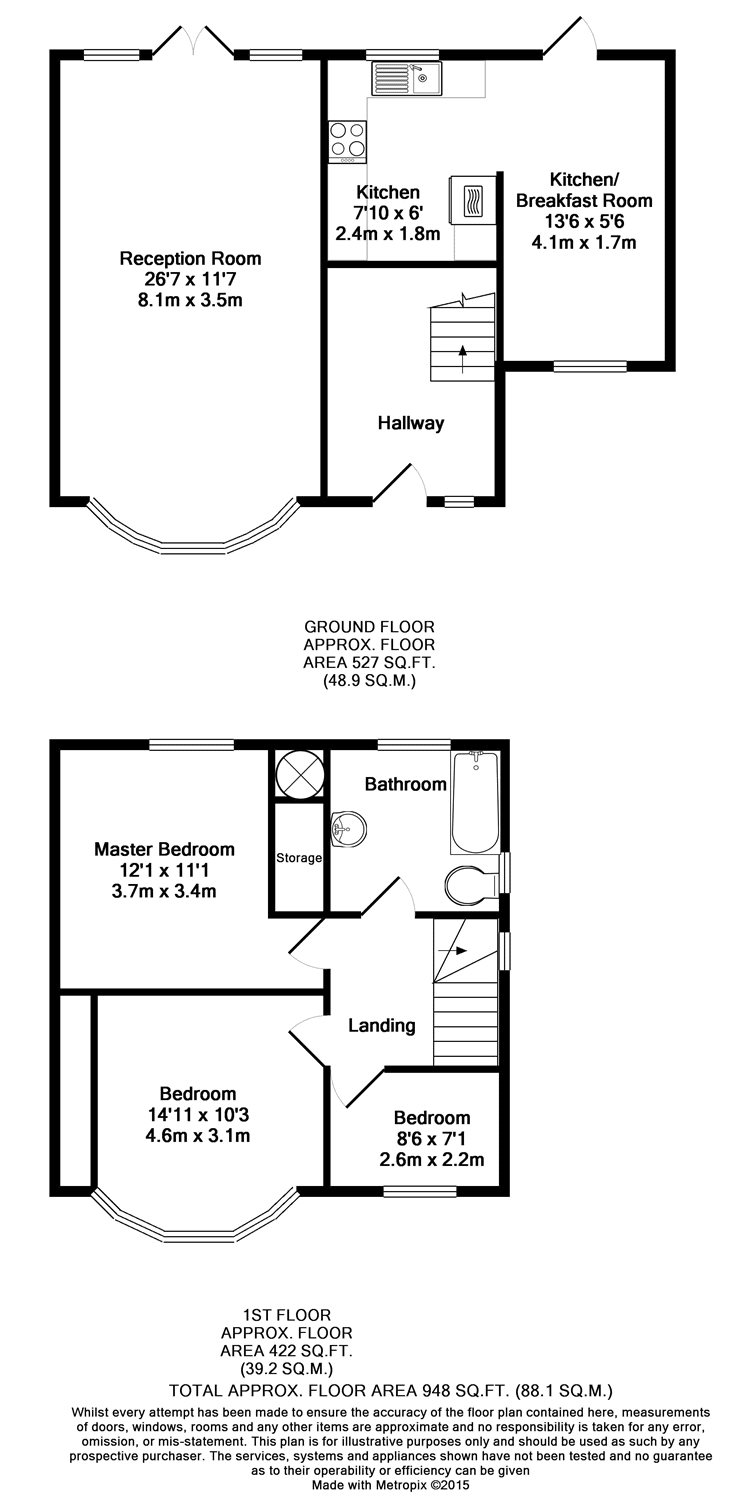 Reception Room
26'7 x 11'7
8.1m x 3.5m
Kitchen
7'10 x 6'
2.4m x 1.8m
Kitchen/
Breakfast Room
13'6 x 5'6
4.1m x 1.7m
Hallway
GROUND FLOOR
APPROX. FLOOR
AREA 527 SQ.FT.
(48.9 SQ.M.)
Bathroom
Master Bedroom
12'1 x 11'1
3.7m x 3.4m
Storage
Landing
Bedroom
14'11 x 10'3
4.6m x 3.1m
Bedroom
8'6 x 7'1
2.6m x 2.2m
1ST FLOOR
APPROX. FLOOR
AREA 422 SQ.FT.
(39.2 SQ.M.)
TOTAL APPROX. FLOOR AREA 948 SQ.FT. (88.1 SQ.M.)
Whilst every attempt has been made to ensure the accuracy of the floor plan contained here, measurements
of doors, windows, rooms and any other items are approximate and no responsibility is taken for any error,
omission, or mis-statement. This plan is for illustrative purposes only and should be used as such by any
prospective purchaser. The services, systems and appliances shown have not been tested and no guarantee
as to their operability or efficiency can be given
Made with Metropix ©2015